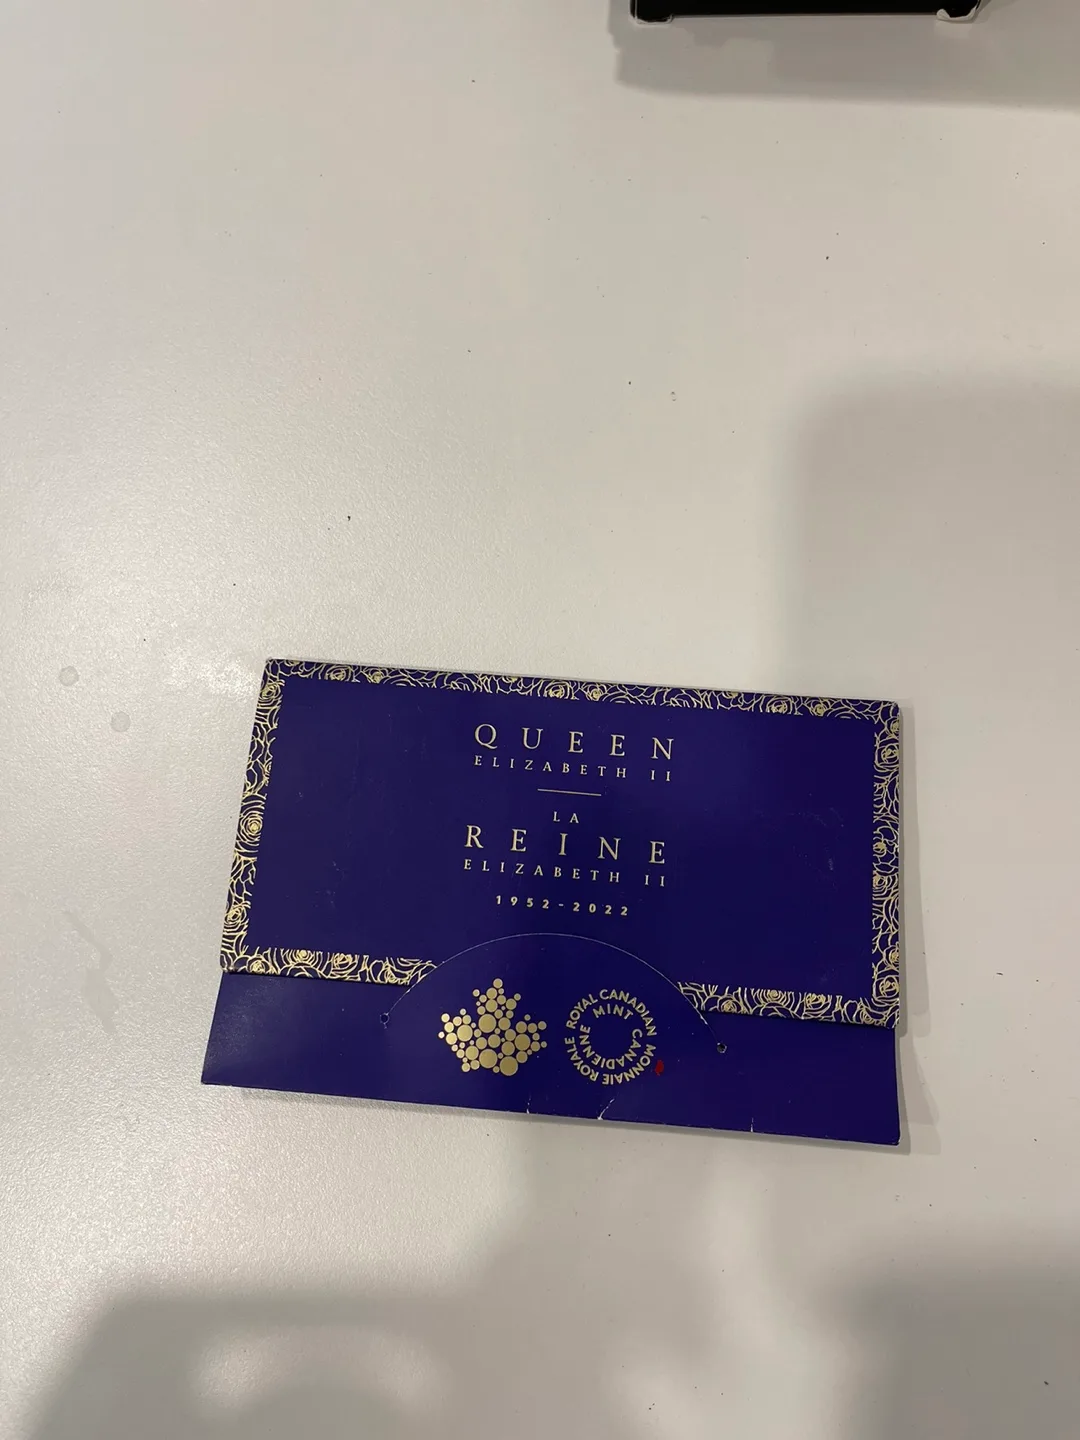 QUEEN
ELIZABETH II
LA
REINE
ELIZABETH II
1952-2022
ROYAL CANADIAN MINT
MONNAIE ROYALE CANADIENNE